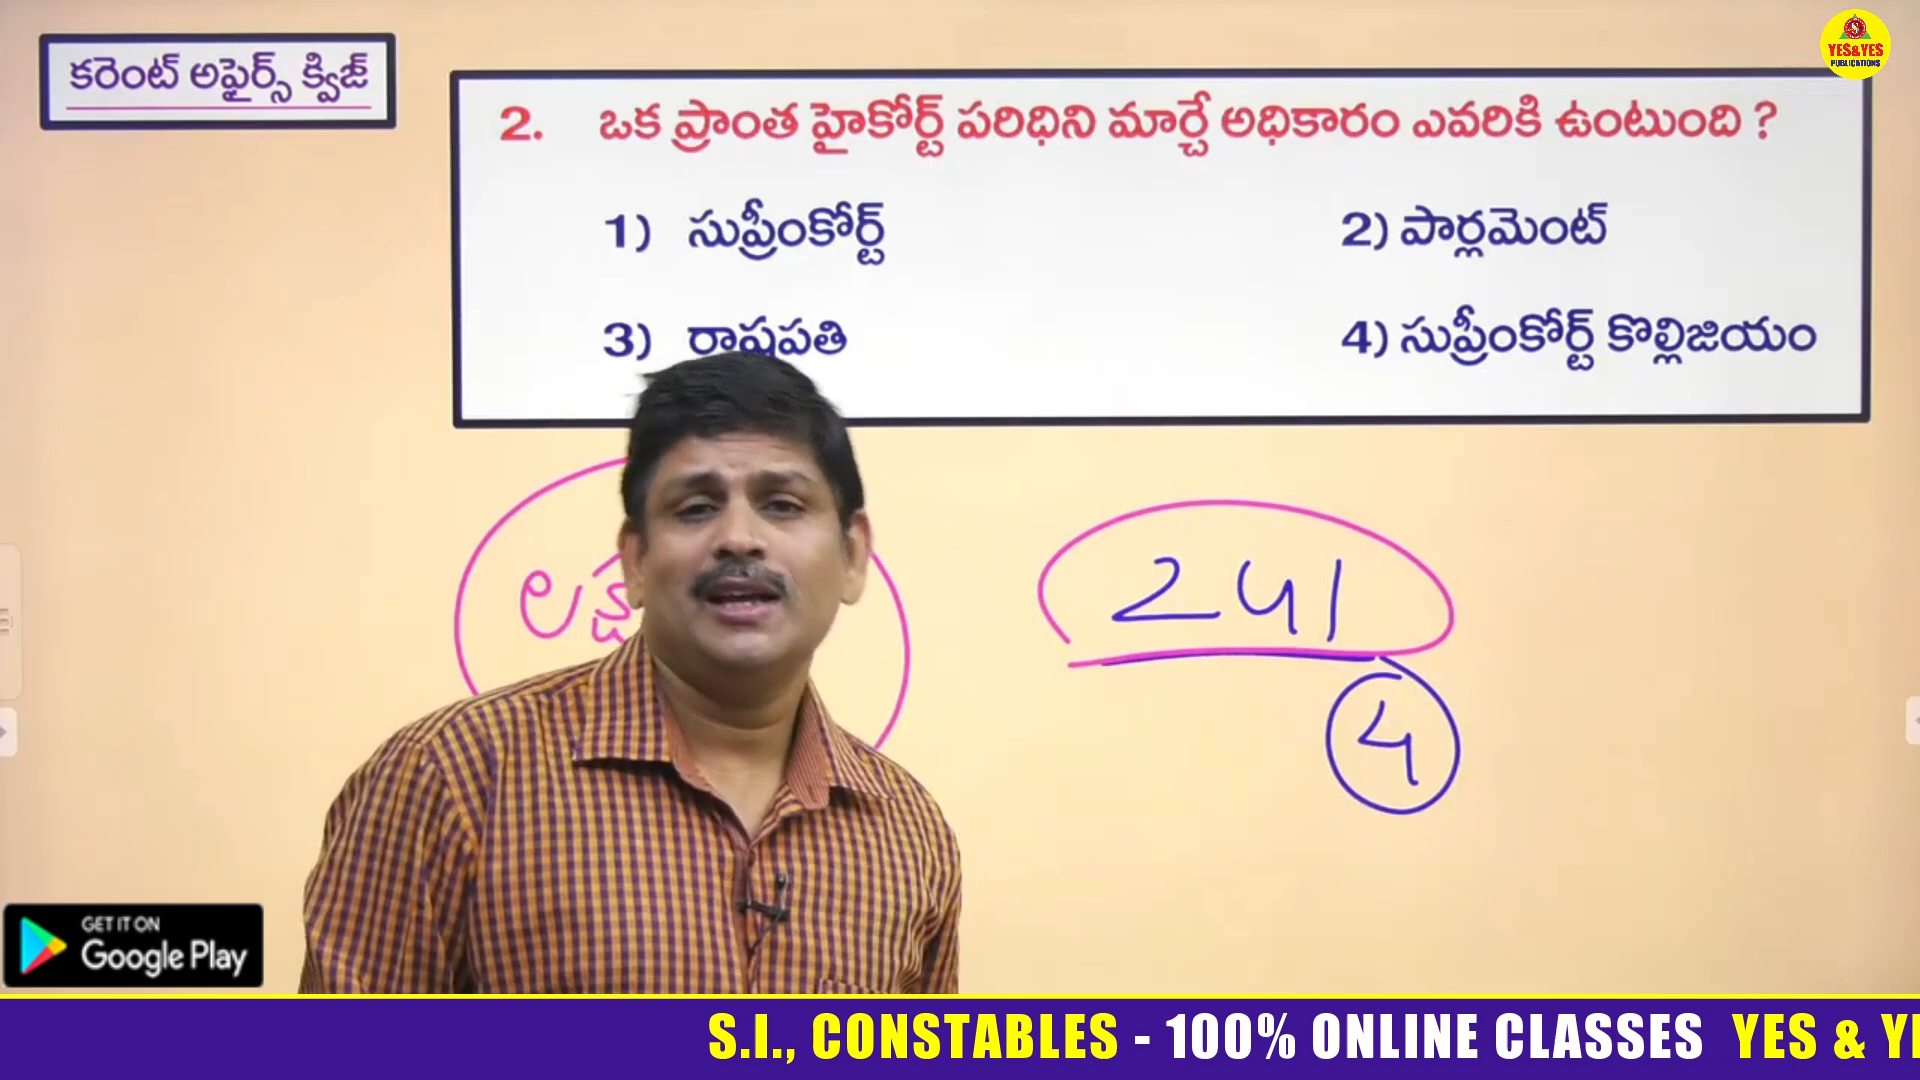 కరెంట్ అఫైర్స్ క్విజ్
YES&YES
PUBLICATIONS
2. ఒక ప్రాంత హైకోర్ట్ పరిధిని మార్చే అధికారం ఎవరికి ఉంటుంది ?
1) సుప్రీంకోర్ట్
2) పార్లమెంట్
3) రాష్ట్రపతి
4) సుప్రీంకోర్ట్ కొల్లిజియం
241
4
GET IT ON
Google Play
S.I., CONSTABLES - 100% ONLINE CLASSES YES &